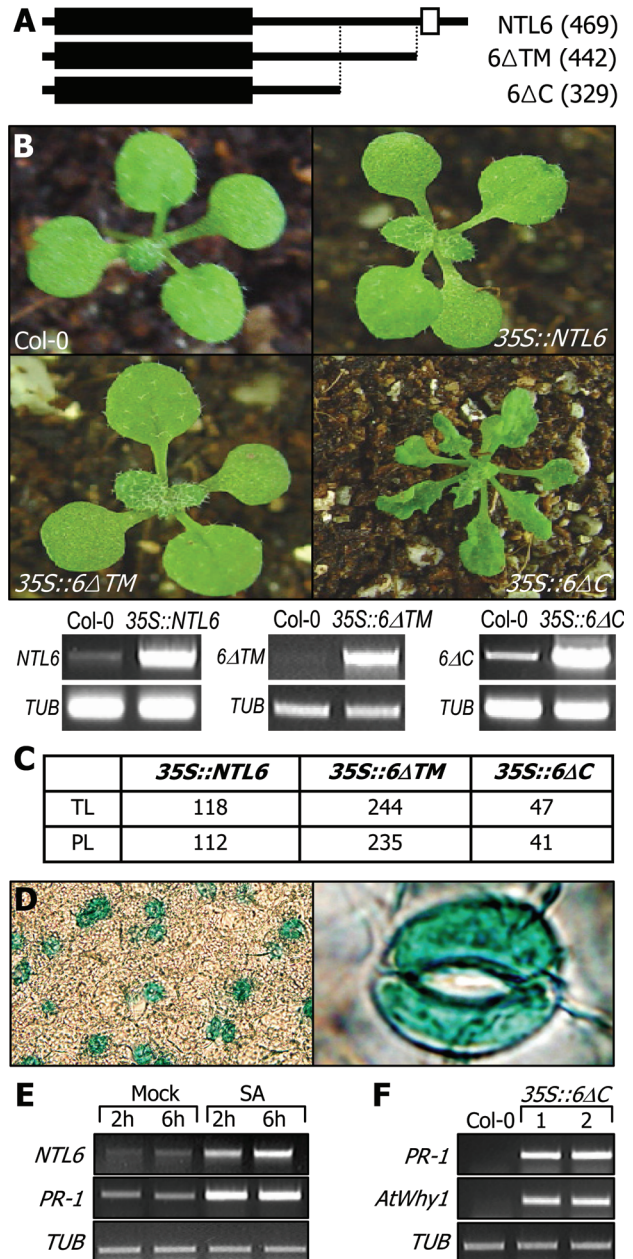 A
NTL6 (469)
6ΔTM (442)
6ΔC (329)
B
Col-0
35S::NTL6
35S::6ΔTM
35S::6ΔC
Col-0 35S::NTL6 Col-0 35S::6ΔTM Col-0 35S::6ΔC
NTL6 6ΔTM 6ΔC
TUB TUB TUB
C
35S::NTL6 35S::6ΔTM 35S::6ΔC
TL 118 244 47
PL 112 235 41
D
E
Mock SA
2h 6h 2h 6h
NTL6
PR-1
TUB
F
35S::6ΔC
Col-0 1 2
PR-1
AtWhy1
TUB